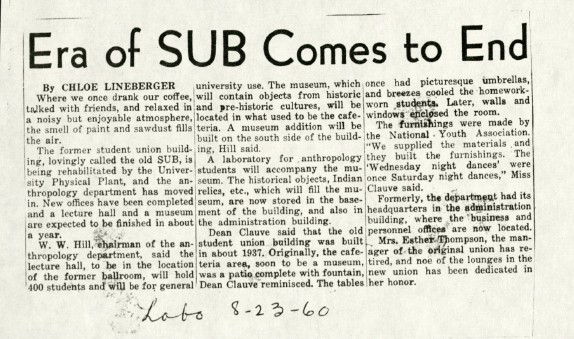 Era of SUB Comes to End
By CHLOE LINEBERGER
Where we once drank our coffee,
talked with friends, and relaxed in
a noisy but enjoyable atmosphere,
the smell of paint and sawdust fills
the air.
The former student union build-
ing, lovingly called the old SUB, is
being rehabilitated by the Univer-
sity Physical Plant, and the an-
thropology department has moved
in. New offices have been completed
and a lecture hall and a museum
are expected to be finished in about
a year.
W. W. Hill, chairman of the an-
thropology department, said the
lecture hall, to be in the location
of the former ballroom, will hold
400 students and will be for general
university use. The museum, which
will contain objects from historic
and pre-historic cultures, will be
located in what used to be the cafe-
teria. A museum addition will be
built on the south side of the build-
ing, Hill said.
A laboratory for anthropology
students will accompany the mu-
seum. The historical objects, Indian
relics, etc., which will fill the mu-
seum, are now stored in the base-
ment of the building, and also in
the administration building.
Dean Clauve said that the old
student union building was built
in about 1937. Originally, the cafe-
teria area, soon to be a museum,
was a patio complete with fountain,
Dean Clauve reminisced. The tables
once had picturesque umbrellas,
and breezes cooled the homework-
worn students. Later, walls and
windows enclosed the room.
The furnishings were made by
the National Youth Association.
"We supplied the materials and
they built the furnishings. The
'Wednesday night dances' were
once Saturday night dances," Miss
Clauve said.
Formerly, the department had its
headquarters in the administration
building, where the business and
personnel offices are now located.
Mrs. Esther Thompson, the man-
ager of the original union has re-
tired, and noe of the lounges in the
new union has been dedicated in
her honor.
Lobo 8-23-60